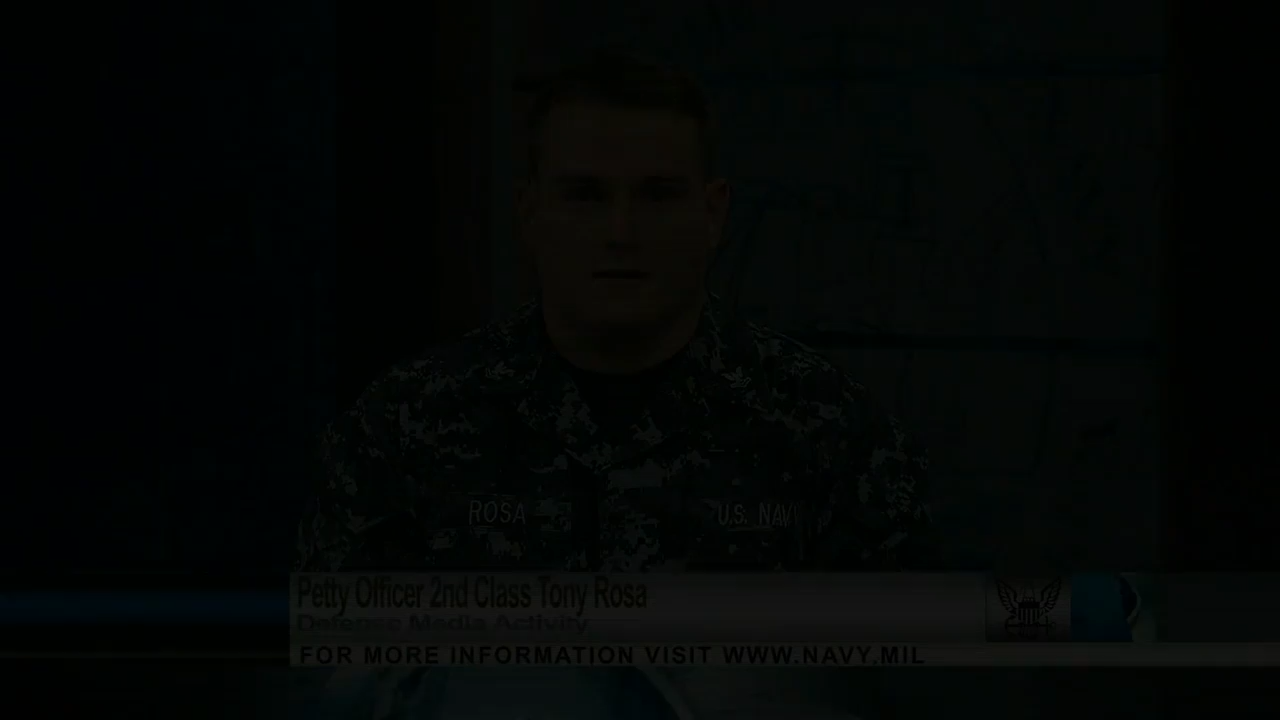 ROSA
U.S. NAVY
Petty Officer 2nd Class Tony Rosa
Defense Media Activity
FOR MORE INFORMATION VISIT WWW.NAVY.MIL